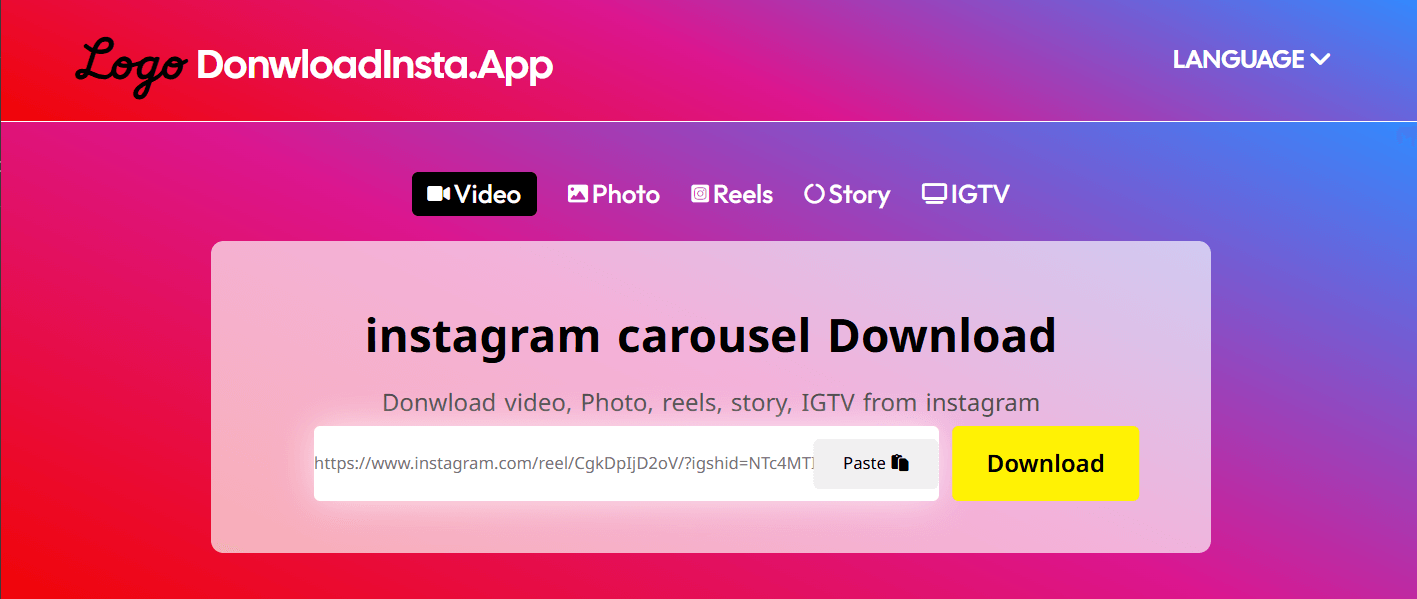 Logo DonwloadInsta.App
LANGUAGE
Video Photo Reels Story IGTV
instagram carousel Download
Donwload video, Photo, reels, story, IGTV from instagram
https://www.instagram.com/reel/CgkDpIjD2oV/?igshid=NTc4MT Paste Download